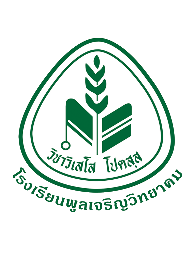 วิชาริเสโส โปคสุส
โรงเรียนพูลเจริญวิทยาคม